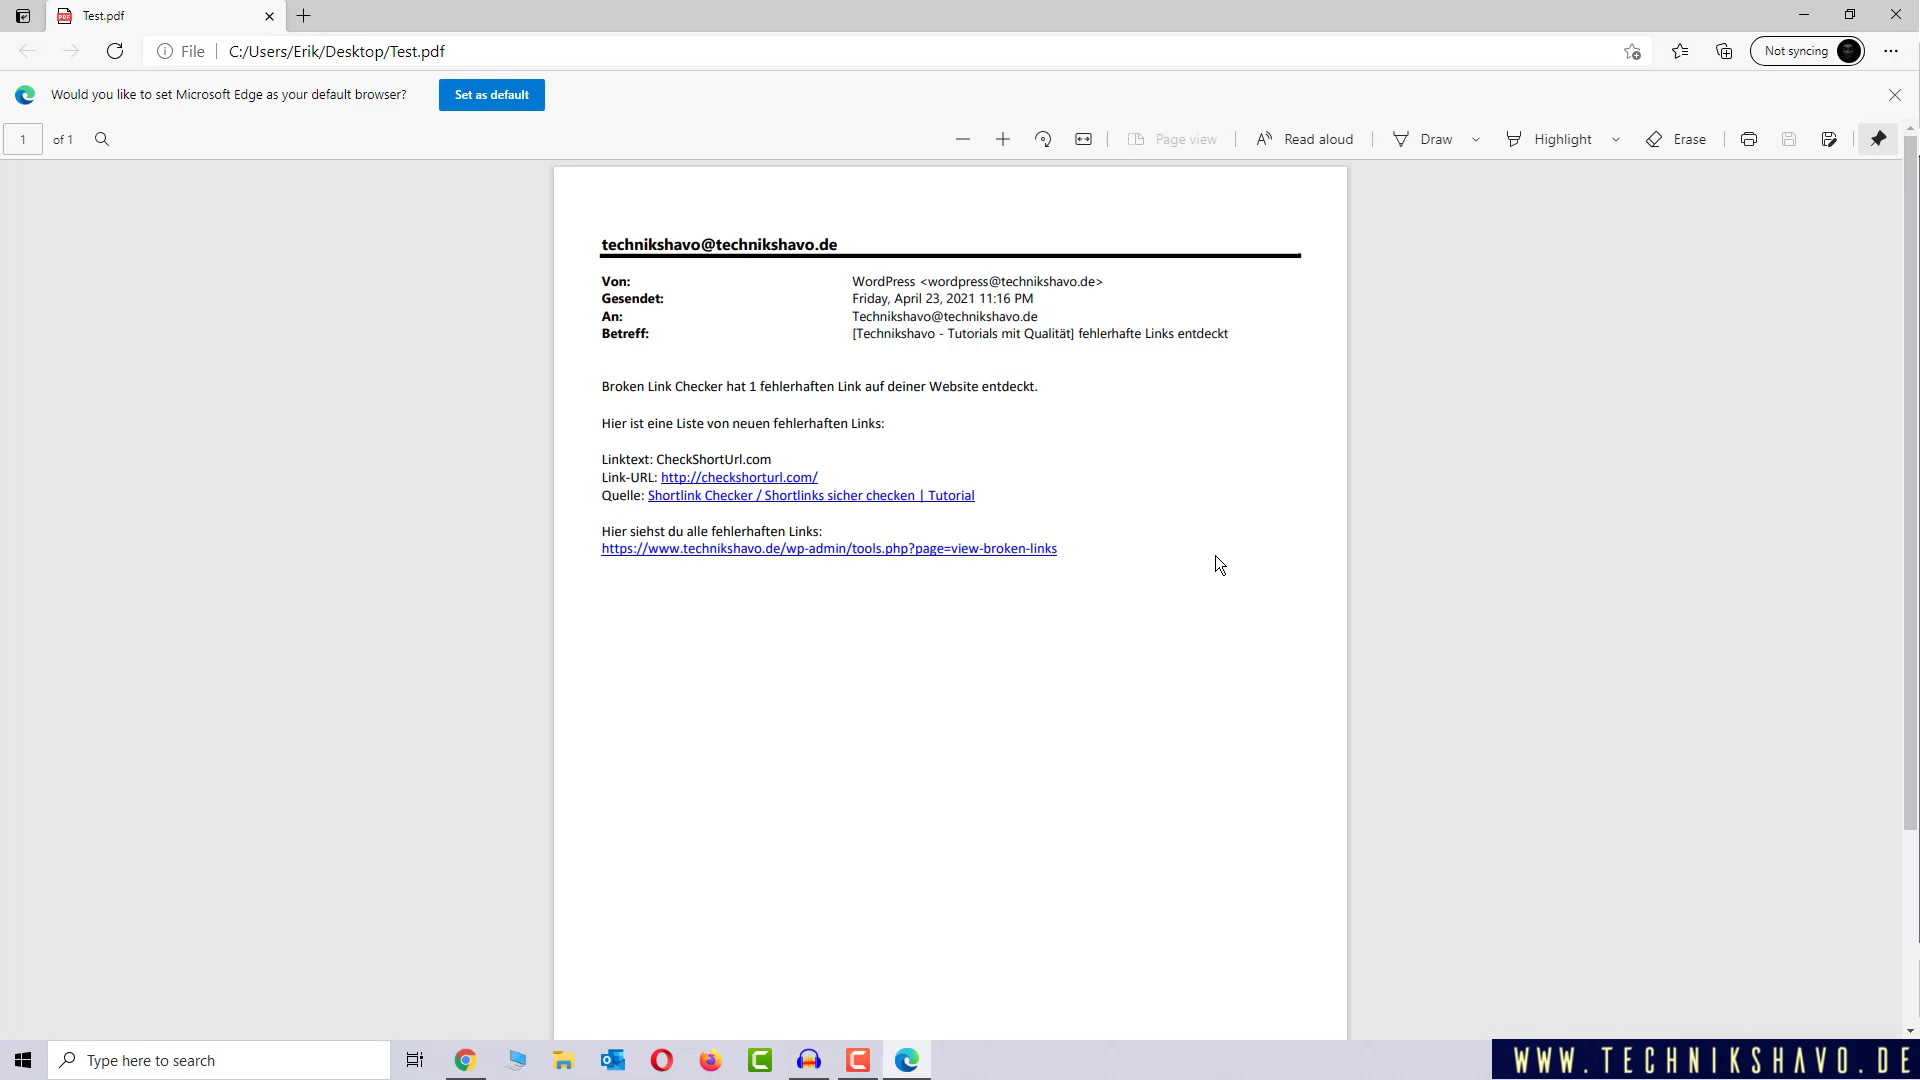 Test.pdf
File
C:/Users/Erik/Desktop/Test.pdf
Not syncing
Would you like to set Microsoft Edge as your default browser?
Set as default
1 of 1
Page view
Read aloud
Draw
Highlight
Erase
technikshavo@technikshavo.de
Von: WordPress <wordpress@technikshavo.de>
Gesendet: Friday, April 23, 2021 11:16 PM
An: Technikshavo@technikshavo.de
Betreff: [Technikshavo - Tutorials mit Qualität] fehlerhafte Links entdeckt
Broken Link Checker hat 1 fehlerhaften Link auf deiner Website entdeckt.
Hier ist eine Liste von neuen fehlerhaften Links:
Linktext: CheckShortUrl.com
Link-URL: http://checkshorturl.com/
Quelle: Shortlink Checker / Shortlinks sicher checken | Tutorial
Hier siehst du alle fehlerhaften Links:
https://www.technikshavo.de/wp-admin/tools.php?page=view-broken-links
Type here to search
WWW.TECHNIKSHAVO.DE